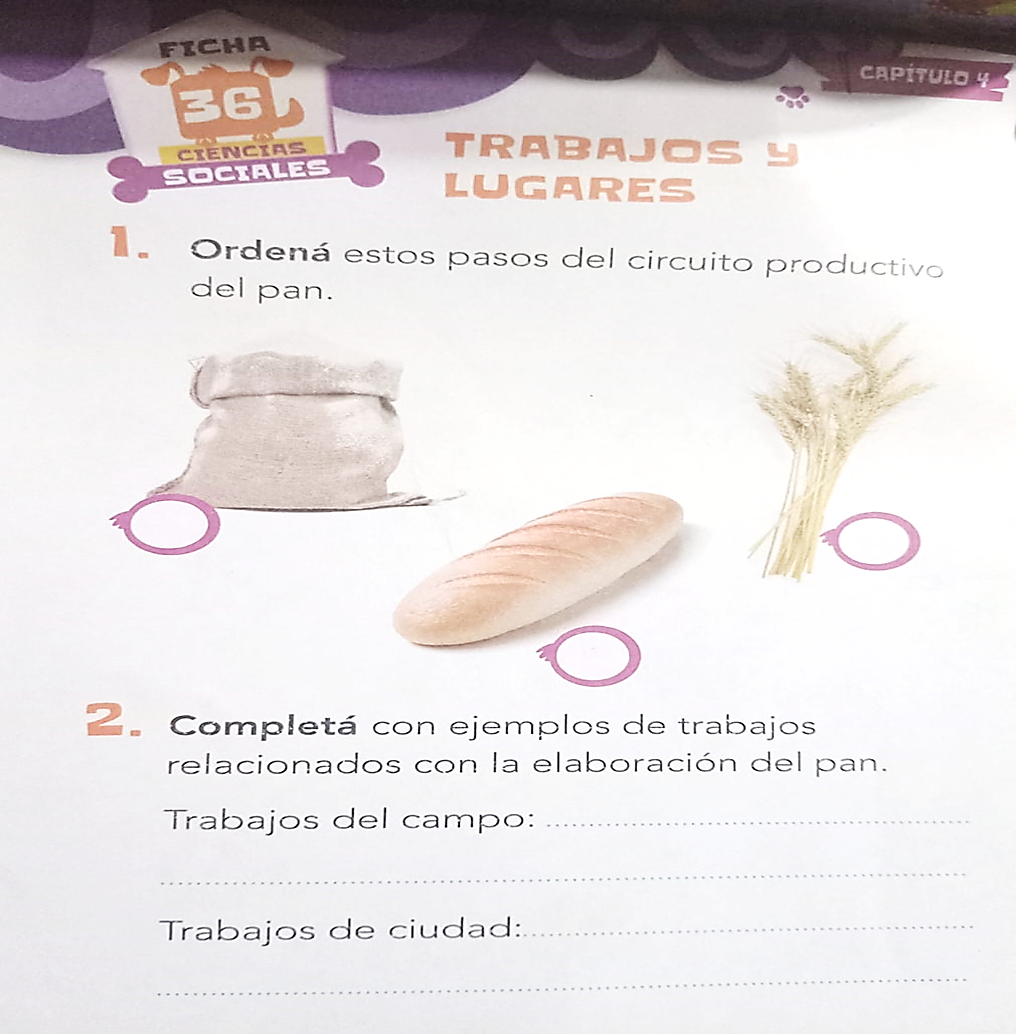 FICHA
36
CIENCIAS
SOCIALES
CAPÍTULO 4
TRABAJOS Y
LUGARES
1. Ordená estos pasos del circuito productivo
del pan.
2. Completá con ejemplos de trabajos
relacionados con la elaboración del pan.
Trabajos del campo:
Trabajos de ciudad: